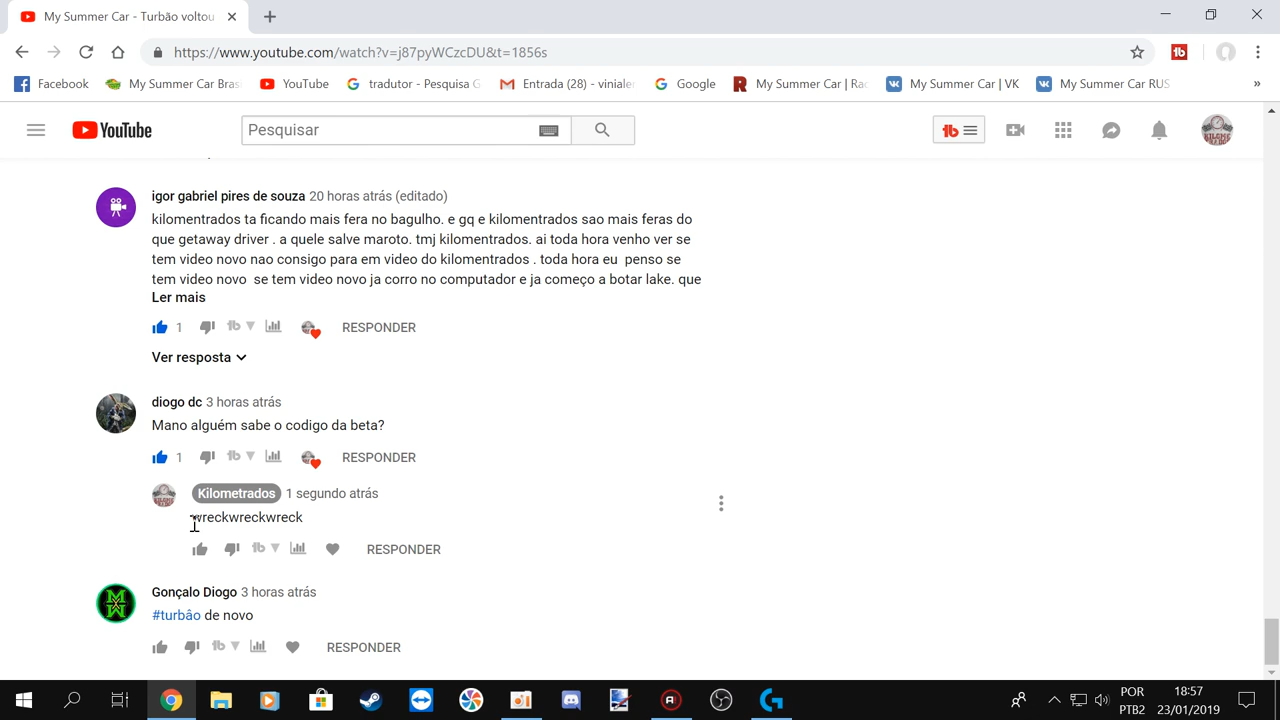 My Summer Car - Turbão voltou
https://www.youtube.com/watch?v=j87pyWCzcDU&t=1856s
Facebook My Summer Car Bras YouTube tradutor - Pesquisa G Entrada (28) - viniale Google My Summer Car | Rac My Summer Car | VK My Summer Car RUS »
YouTube Pesquisar
igor gabriel pires de souza 20 horas atrás (editado)
kilomentrados ta ficando mais fera no bagulho. e gq e kilomentrados sao mais feras do
que getaway driver . a quele salve maroto. tmj kilomentrados. ai toda hora venho ver se
tem video novo nao consigo para em video do kilomentrados . toda hora eu penso se
tem video novo se tem video novo ja corro no computador e ja começo a botar lake. que
Ler mais
1 RESPONDER
Ver resposta
diogo dc 3 horas atrás
Mano alguém sabe o codigo da beta?
1 RESPONDER
Kilometrados 1 segundo atrás
wreckwreckwreck
RESPONDER
Gonçalo Diogo 3 horas atrás
#turbâo de novo
RESPONDER
POR 18:57
PTB2 23/01/2019